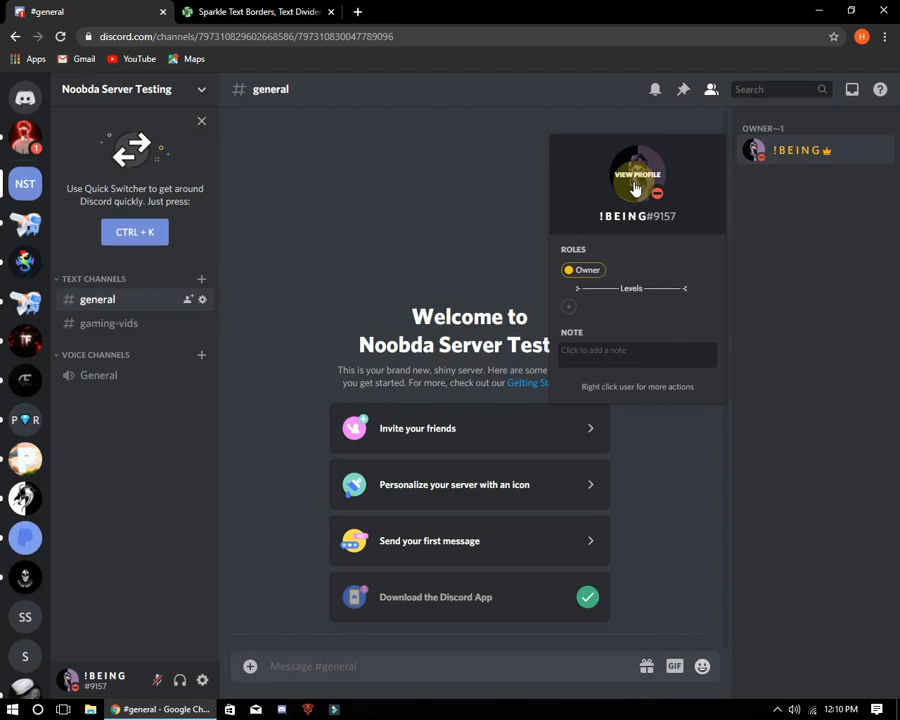 #general
Sparkle Text Borders, Text Divide
discord.com/channels/797310829602668586/797310830047789096
H
Apps
Gmail
YouTube
Maps
Noobda Server Testing
# general
Search
1
Use Quick Switcher to get around
Discord quickly. Just press:
CTRL + K
NST
TEXT CHANNELS
# general
# gaming-vids
VOICE CHANNELS
General
TF
P R
SS
S
OWNER—1
!BEING
VIEW PROFILE
!BEING#9157
ROLES
Owner
Levels
NOTE
Click to add a note
Right click user for more actions
Welcome to
Noobda Server Test
This is your brand new, shiny server. Here are some
you get started. For more, check out our Getting Sta
Invite your friends
Personalize your server with an icon
Send your first message
Download the Discord App
Message #general
GIF
!BEING
#9157
#general - Google Ch...
12:10 PM